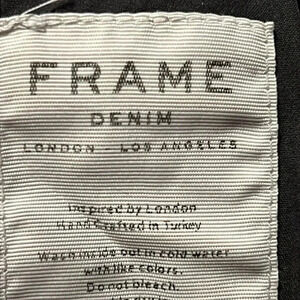 FRAME
DENIM
LONDON - LOS ANGELES
Inspired by London
Hand Crafted in Turkey
Wash inside out in cold water
with like colors.
Do not bleach.